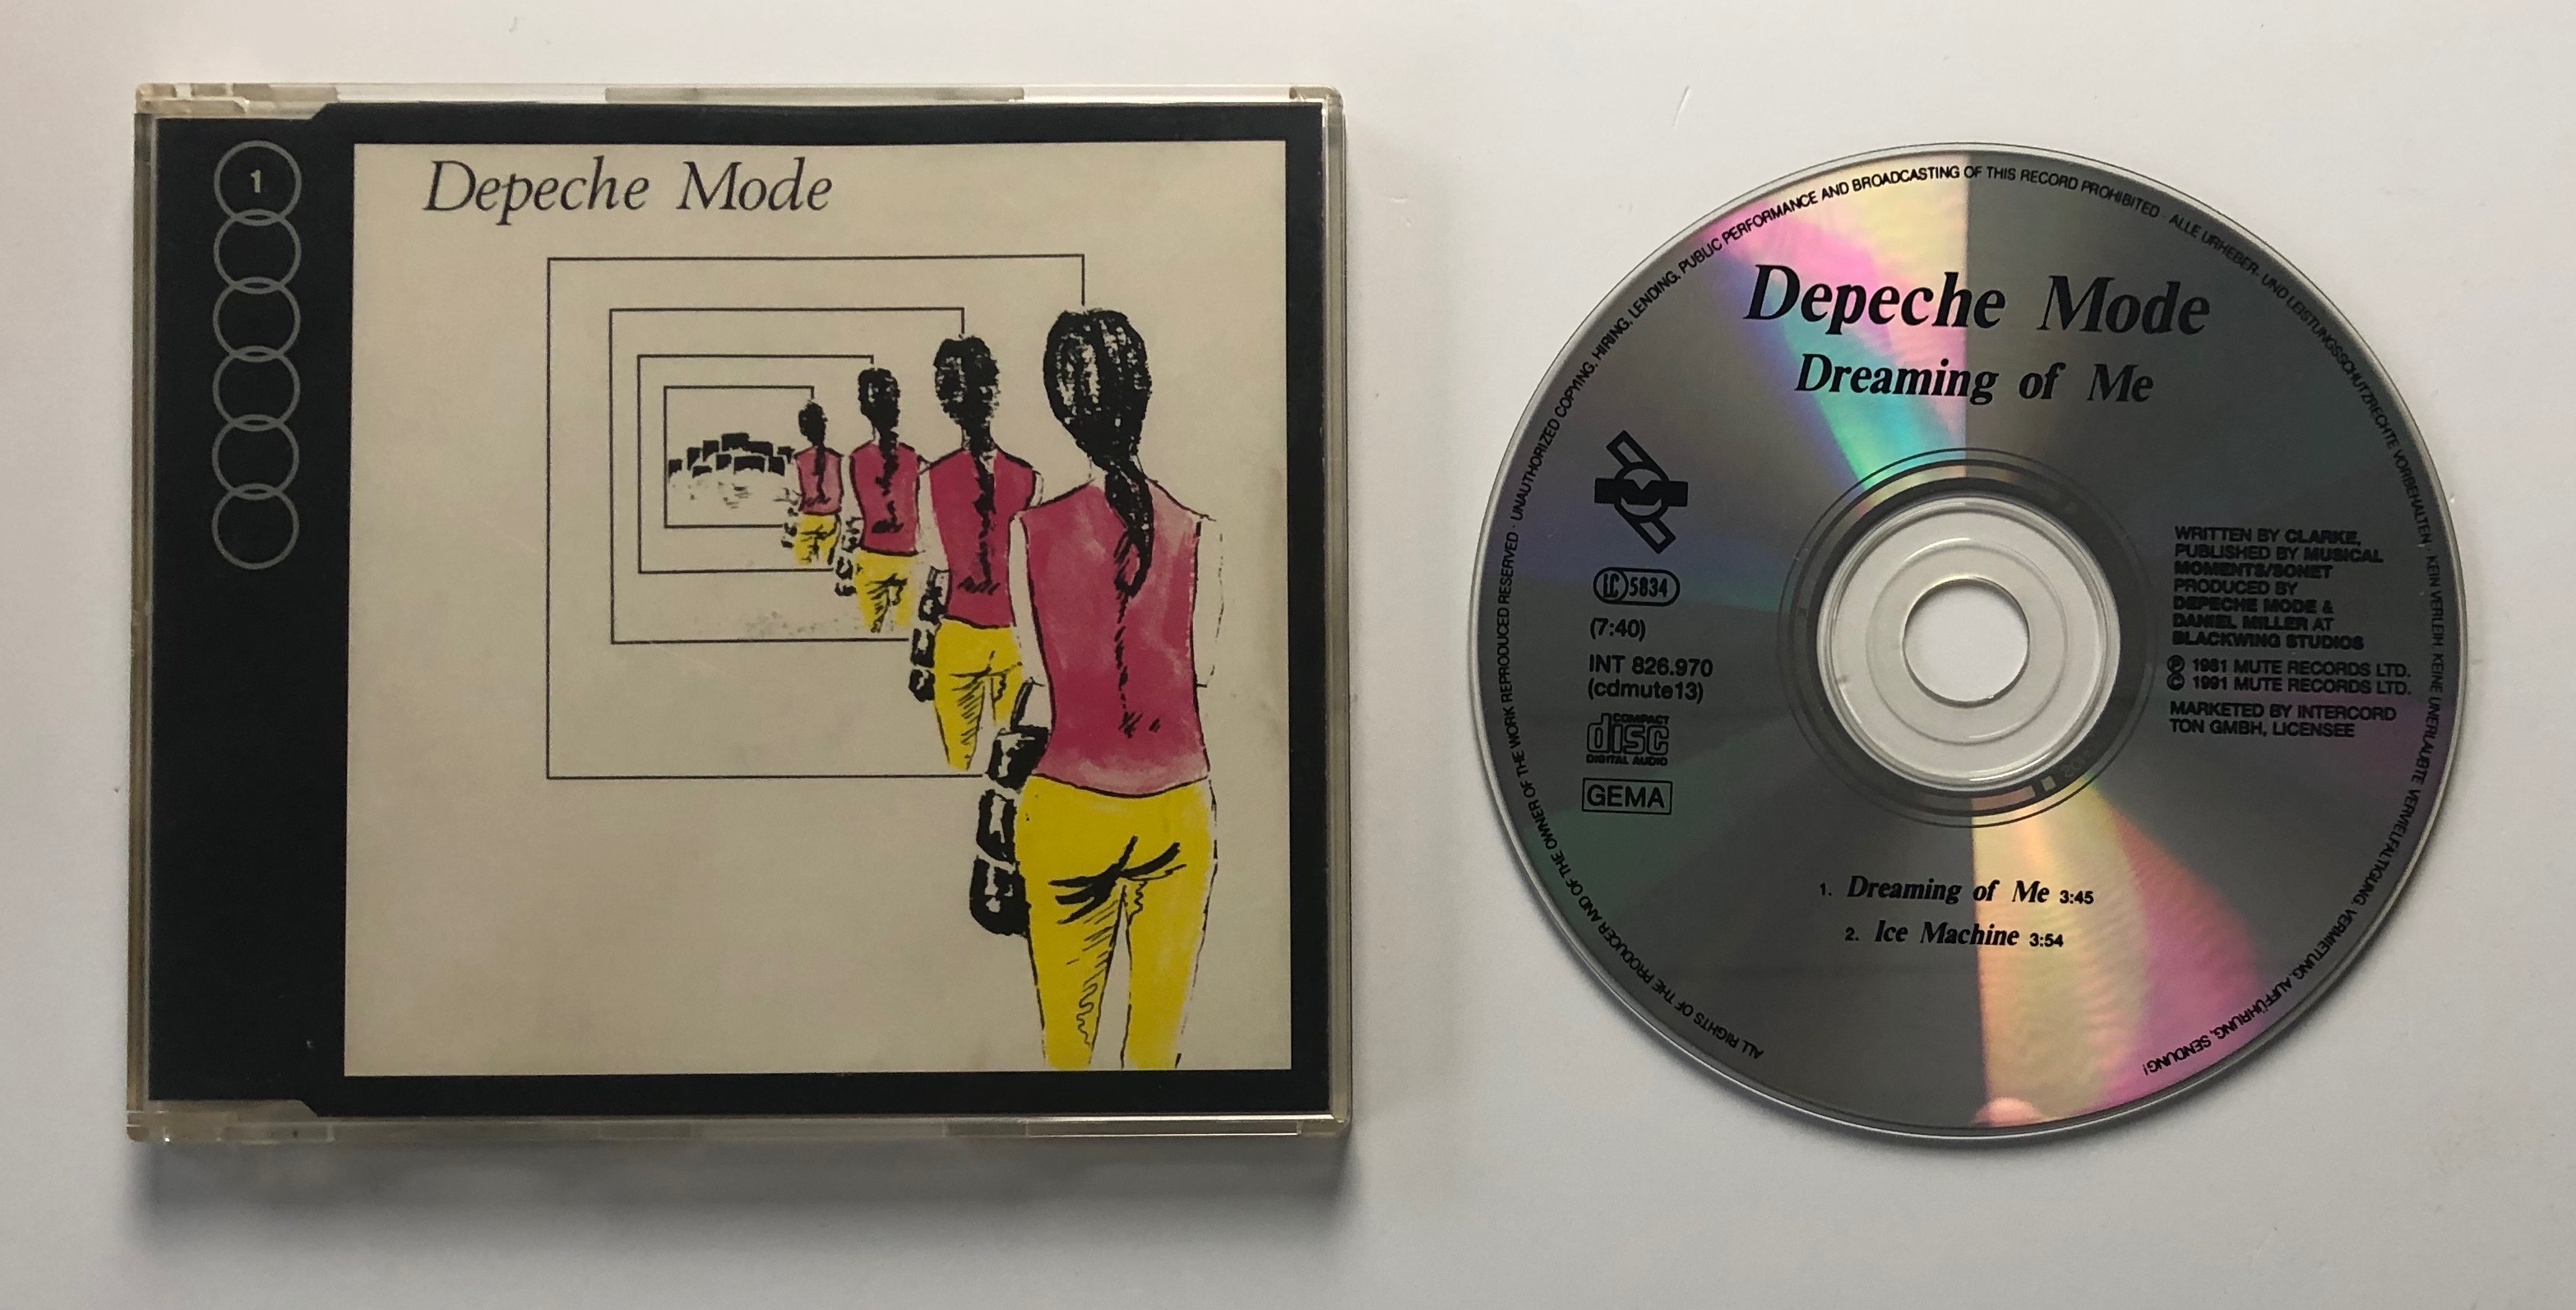 1
Depeche Mode
UNAUTHORIZED COPYING, HIRING, LENDING, PUBLIC PERFORMANCE AND BROADCASTING OF THIS RECORD PROHIBITED · ALLE URHEBER- UND LEISTUNGSSCHUTZRECHTE VORBEHALTEN · KEIN VERLEIH, KEINE UNERLAUBTE VERVIELFÄLTIGUNG, VERMIETUNG, AUFFÜHRUNG, SENDUNG!
Depeche Mode
Dreaming of Me
LC 5834
(7:40)
INT 826.970
(cdmute13)
COMPACT
disc
DIGITAL AUDIO
GEMA
WRITTEN BY CLARKE,
PUBLISHED BY MUSICAL
MOMENTS/SONET
PRODUCED BY
DEPECHE MODE &
DANIEL MILLER AT
BLACKWING STUDIOS
℗ 1981 MUTE RECORDS LTD.
© 1991 MUTE RECORDS LTD.
MARKETED BY INTERCORD
TON GMBH, LICENSEE
1. Dreaming of Me 3:45
2. Ice Machine 3:54
ALL RIGHTS OF THE PRODUCER AND OF THE OWNER OF THE WORK REPRODUCED RESERVED ·